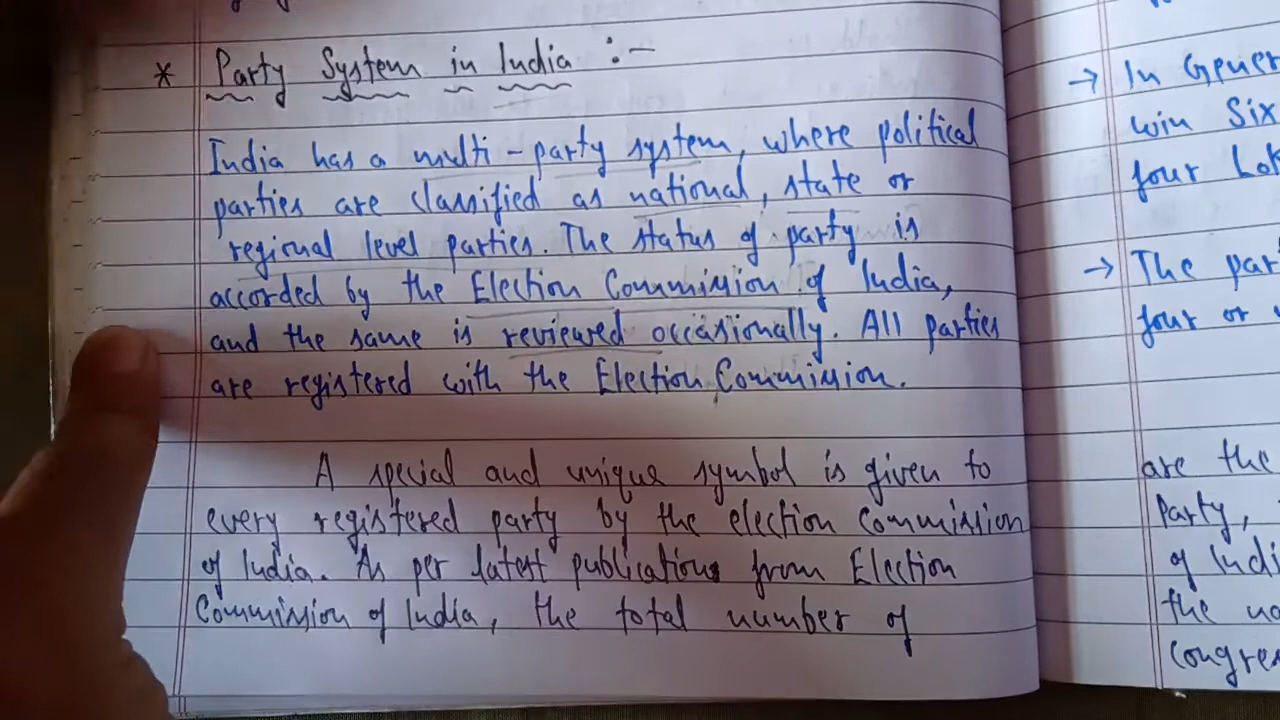 * Party System in India :-
India has a multi-party system, where political
parties are classified as national, state or
regional level parties. The status of party is
accorded by the Election Commission of India,
and the same is reviewed occasionally. All parties
are registered with the Election Commission.
A special and unique symbol is given to
every registered party by the election Commission
of India. As per latest publications from Election
Commission of India, the total number of
→ In Gener
win Six
four Lok
→ The par
four or
are the
Party,
of Indi
the na
Congres